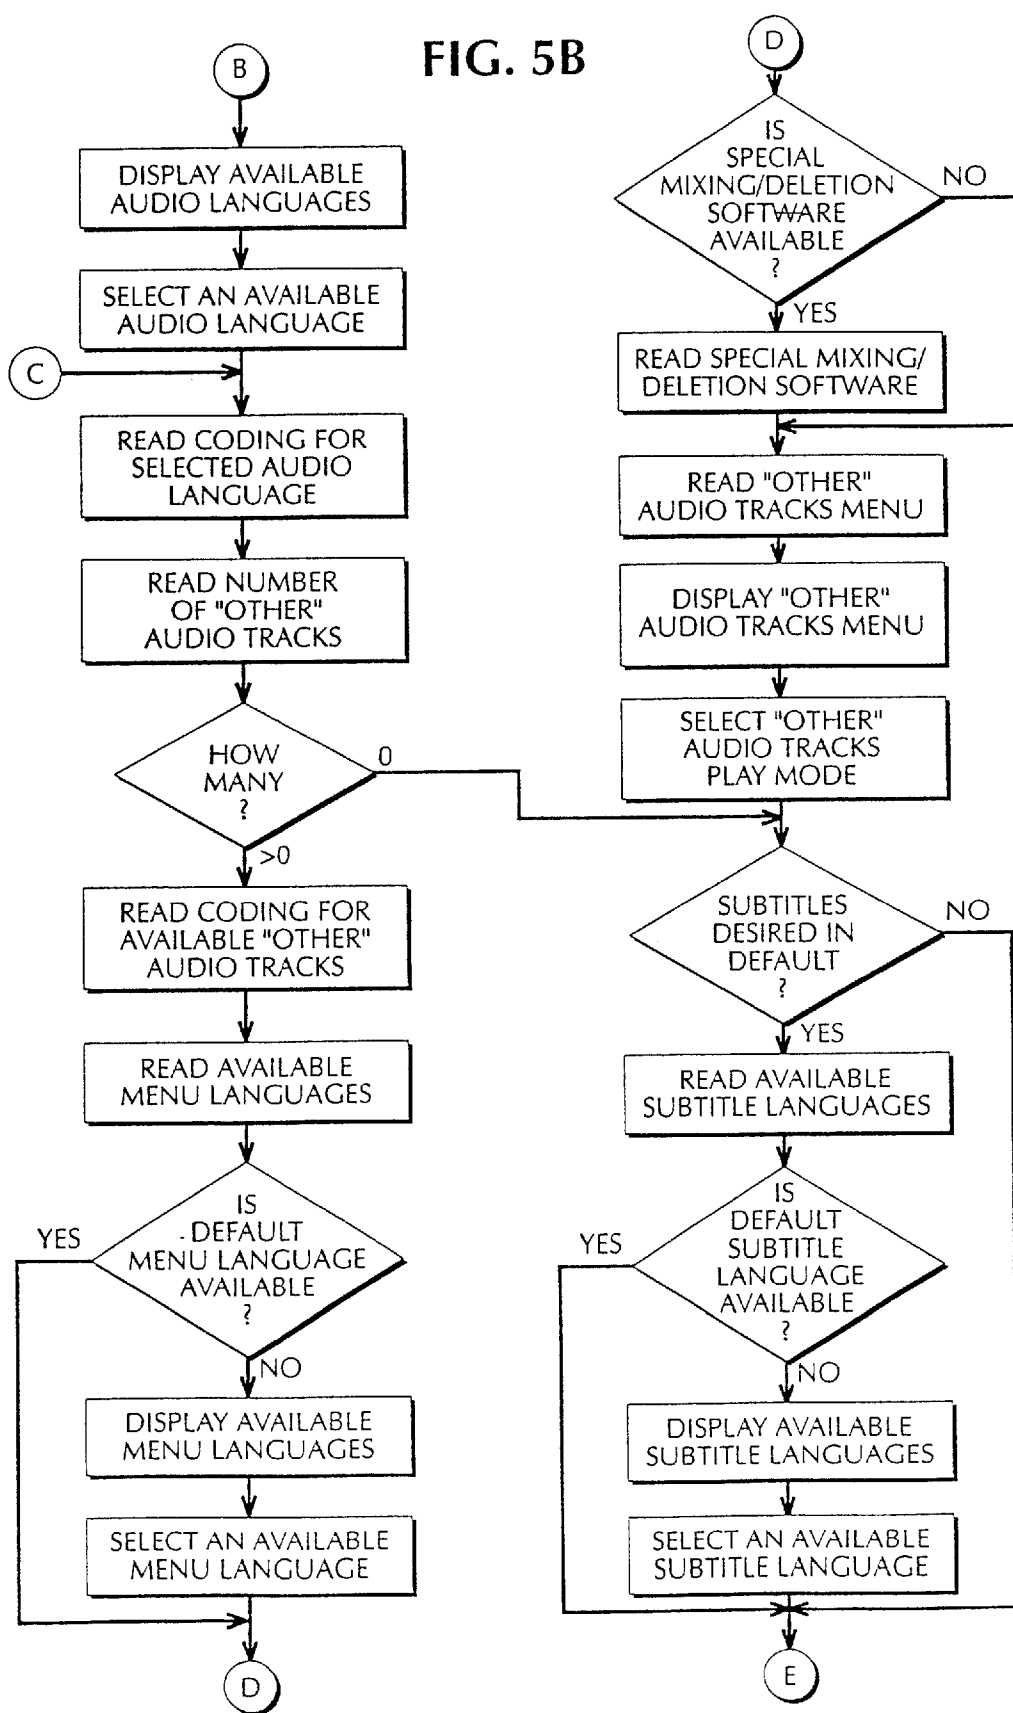 FIG. 5B
B
DISPLAY AVAILABLE
AUDIO LANGUAGES
SELECT AN AVAILABLE
AUDIO LANGUAGE
C
READ CODING FOR
SELECTED AUDIO
LANGUAGE
READ NUMBER
OF "OTHER"
AUDIO TRACKS
HOW
MANY
?
0
>0
READ CODING FOR
AVAILABLE "OTHER"
AUDIO TRACKS
READ AVAILABLE
MENU LANGUAGES
IS
DEFAULT
MENU LANGUAGE
AVAILABLE
?
YES
NO
DISPLAY AVAILABLE
MENU LANGUAGES
SELECT AN AVAILABLE
MENU LANGUAGE
D
D
IS
SPECIAL
MIXING/DELETION
SOFTWARE
AVAILABLE
?
NO
YES
READ SPECIAL MIXING/
DELETION SOFTWARE
READ "OTHER"
AUDIO TRACKS MENU
DISPLAY "OTHER"
AUDIO TRACKS MENU
SELECT "OTHER"
AUDIO TRACKS
PLAY MODE
SUBTITLES
DESIRED IN
DEFAULT
?
NO
YES
READ AVAILABLE
SUBTITLE LANGUAGES
IS
DEFAULT
SUBTITLE
LANGUAGE
AVAILABLE
?
YES
NO
DISPLAY AVAILABLE
SUBTITLE LANGUAGES
SELECT AN AVAILABLE
SUBTITLE LANGUAGE
E